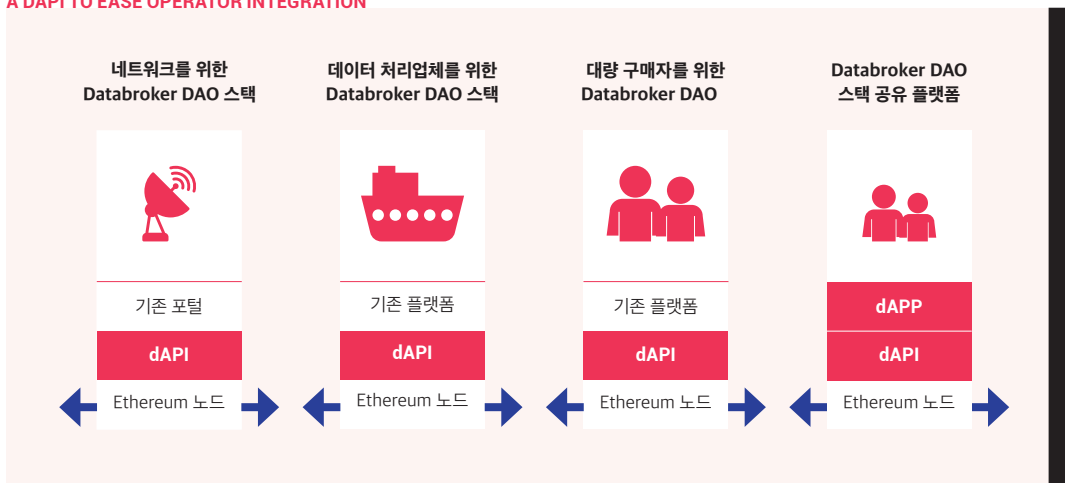 A DAPI TO EASE OPERATOR INTEGRATION
네트워크를 위한
Databroker DAO 스택
기존 포털
dAPI
Ethereum 노드
데이터 처리업체를 위한
Databroker DAO 스택
기존 플랫폼
dAPI
Ethereum 노드
대량 구매자를 위한
Databroker DAO
기존 플랫폼
dAPI
Ethereum 노드
Databroker DAO
스택 공유 플랫폼
dAPP
dAPI
Ethereum 노드